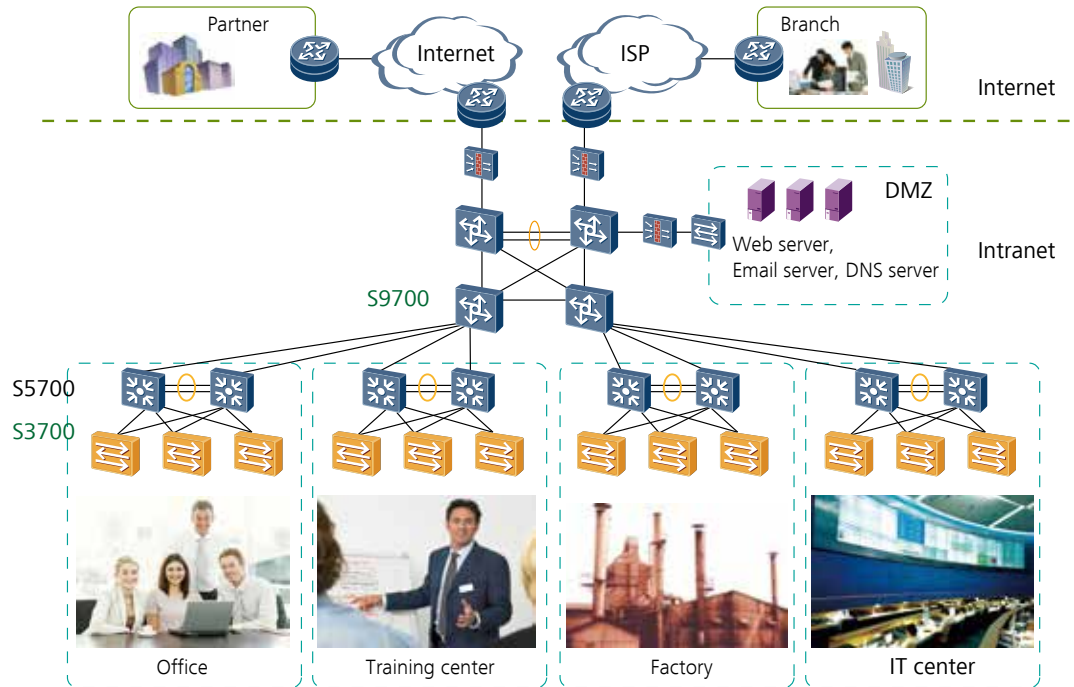 Partner
Internet
ISP
Branch
Internet
DMZ
Web server,
Email server, DNS server
Intranet
S9700
S5700
S3700
Office
Training center
Factory
IT center